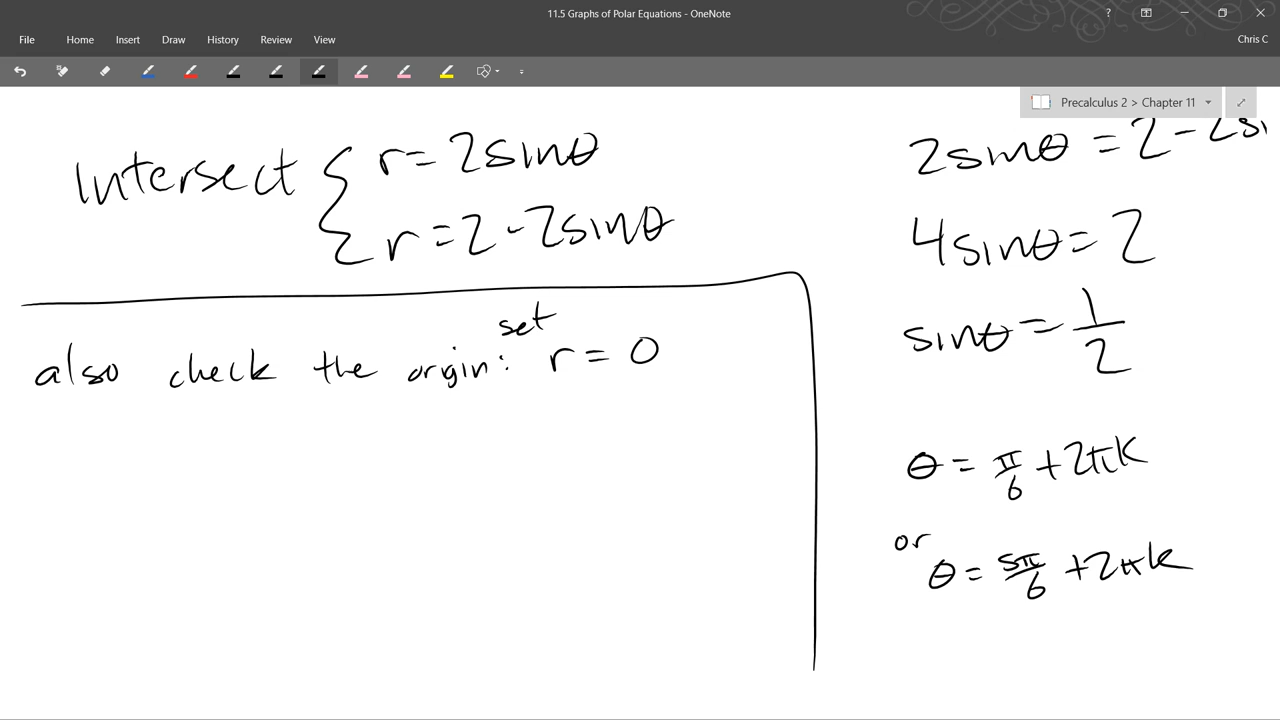 11.5 Graphs of Polar Equations - OneNote
File Home Insert Draw History Review View
Chris C
Precalculus 2 > Chapter 11
Intersect { r = 2sinθ
r = 2 - 2sinθ
also check the origin: set r = 0
2sinθ = 2 - 2si
4sinθ = 2
sinθ = 1/2
θ = π/6 + 2πk
or
θ = 5π/6 + 2πk